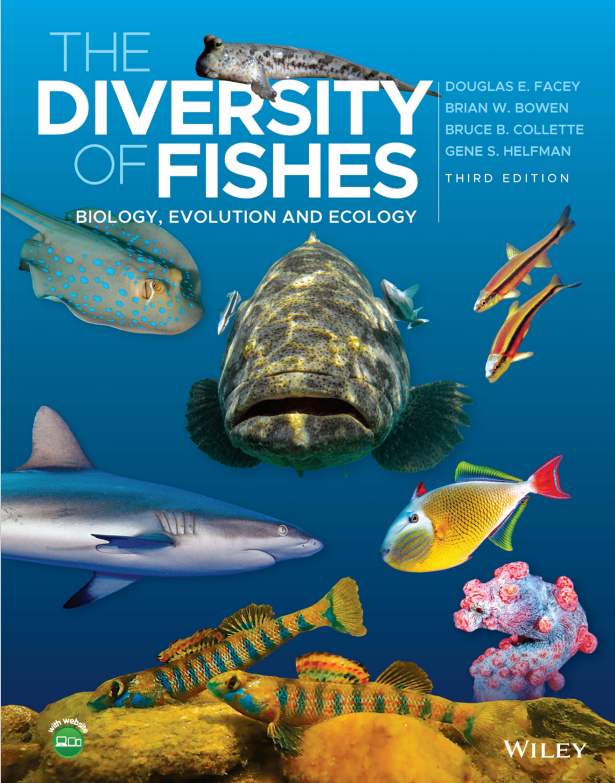 THE
DIVERSITY
OF FISHES
BIOLOGY, EVOLUTION AND ECOLOGY
DOUGLAS E. FACEY
BRIAN W. BOWEN
BRUCE B. COLLETTE
GENE S. HELFMAN
THIRD EDITION
with website
WILEY